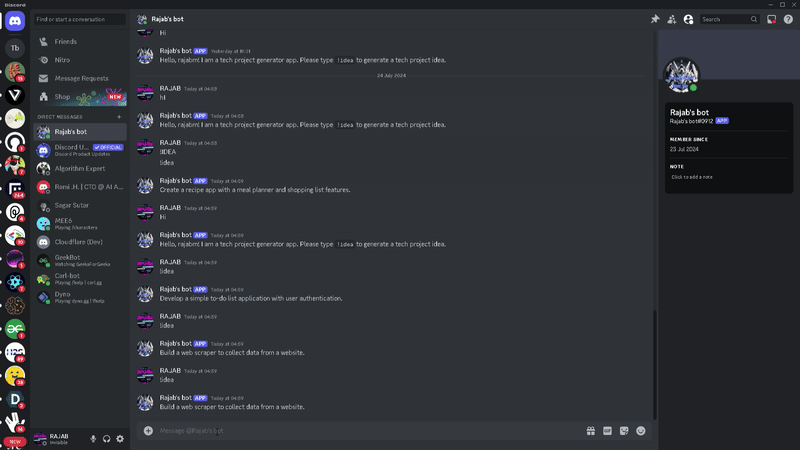 Discord
Find or start a conversation
Rajab's bot
Search
Tb
Friends
Nitro
Message Requests
Shop
NEW
DIRECT MESSAGES
Rajab's bot
Discord U... OFFICIAL
Discord Product Updates
Algorithm Expert
Romi .H. | CTO @ AI A...
Sagar Sutar
MEE6
Playing /chatcards
Cloudflare (Dev)
GeekBot
Watching GeeksForGeeks
Carl-bot
Dyno
RAJAB
Invisible
NEW
Hi
Rajab's bot APP Yesterday at
Hello, rajabm! I am a tech project generator app. Please type !idea to generate a tech project idea.
24 July 2024
RAJAB Today at 04:58
hi
Rajab's bot APP Today at 04:58
Hello, rajabm! I am a tech project generator app. Please type !idea to generate a tech project idea.
RAJAB Today at 04:58
!IDEA
!idea
Rajab's bot APP Today at 04:59
Create a recipe app with a meal planner and shopping list features.
RAJAB Today at 04:59
Hi
Rajab's bot APP Today at 04:59
Hello, rajabm! I am a tech project generator app. Please type !idea to generate a tech project idea.
RAJAB Today at 04:59
!idea
Rajab's bot APP Today at 04:59
Develop a simple to-do list application with user authentication.
RAJAB Today at 04:59
!idea
Rajab's bot APP Today at 04:59
Build a web scraper to collect data from a website.
RAJAB Today at 04:59
!idea
Rajab's bot APP Today at 04:59
Build a web scraper to collect data from a website.
Message @Rajab's bot
GIF
Rajab's bot
Rajab's bot#0912 APP
MEMBER SINCE
23 Jul 2024
NOTE
Click to add a note